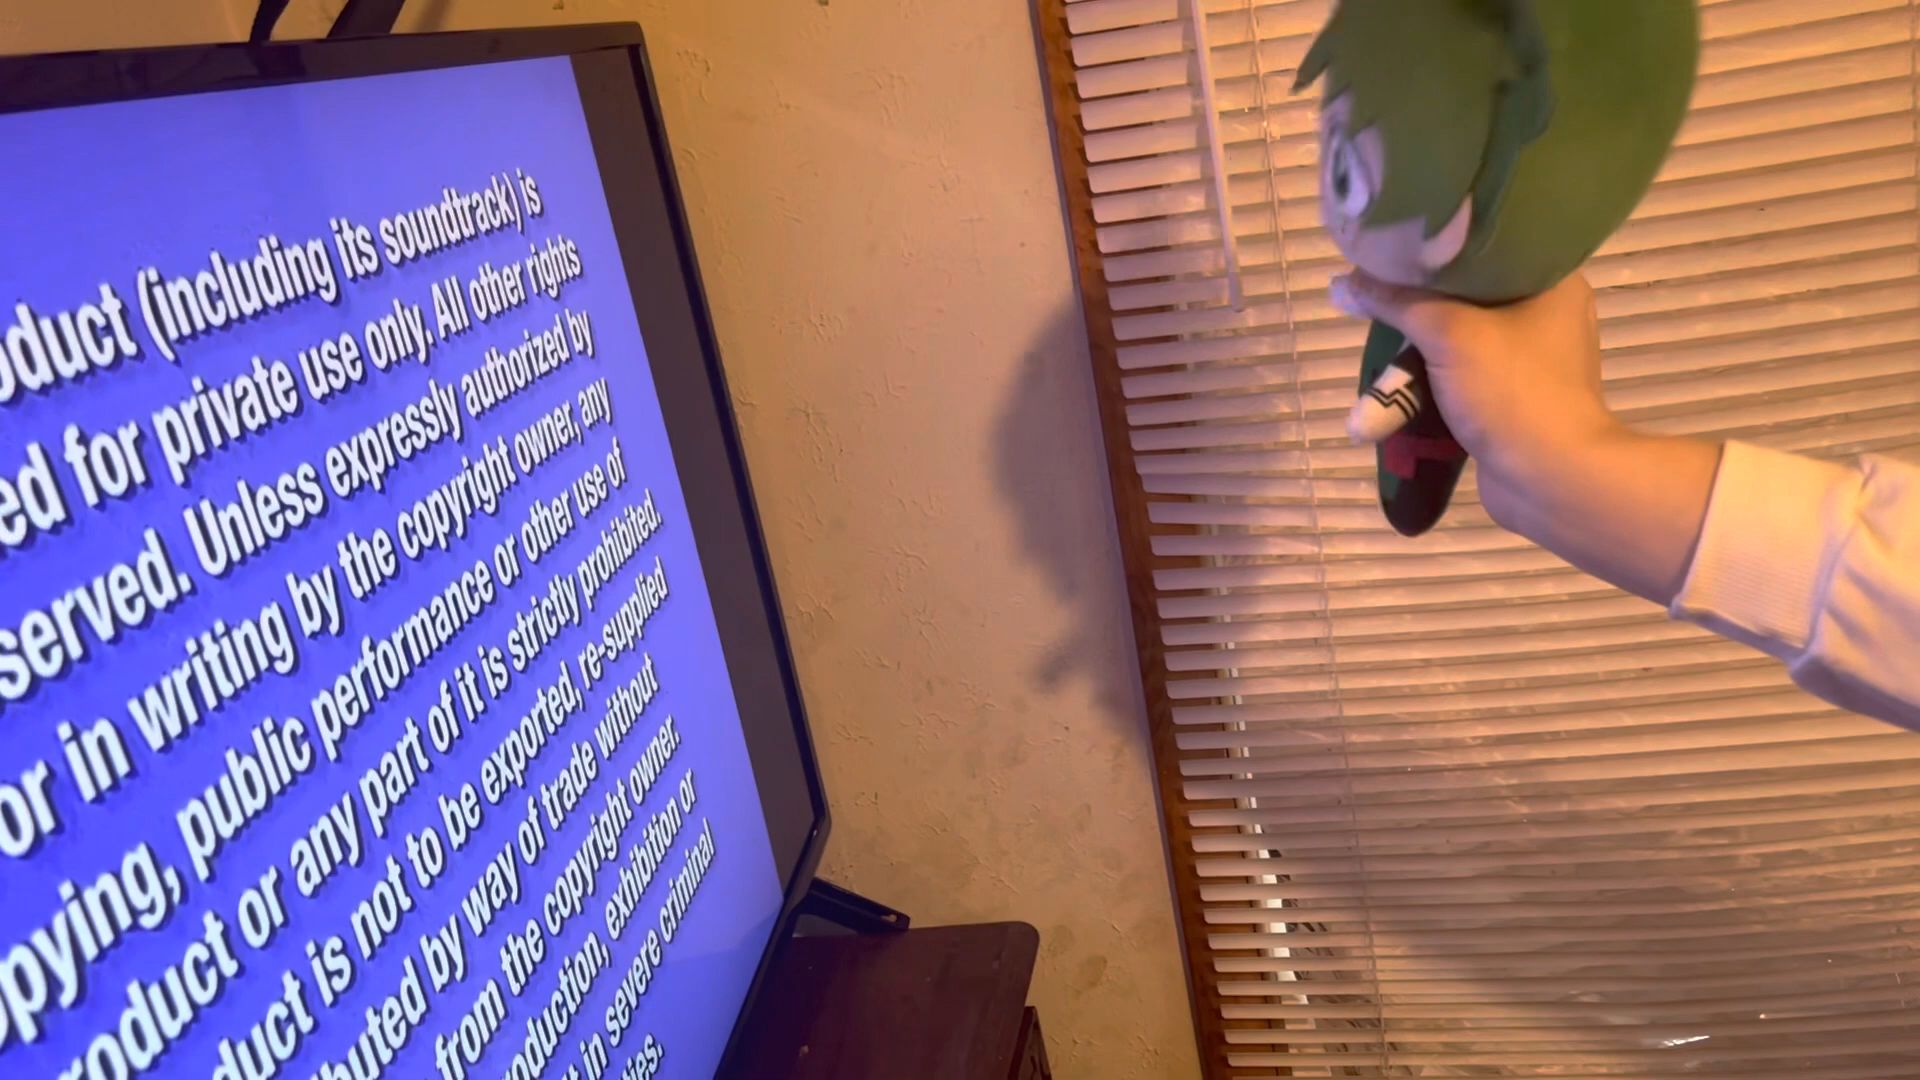 oduct (including its soundtrack) is
ed for private use only. All other rights
served. Unless expressly authorized by
or in writing by the copyright owner, any
pying, public performance or other use of
roduct or any part of it is strictly prohibited.
duct is not to be exported, re-supplied
buted by way of trade without
from the copyright owner.
roduction, exhibition or
t in severe criminal
ties.